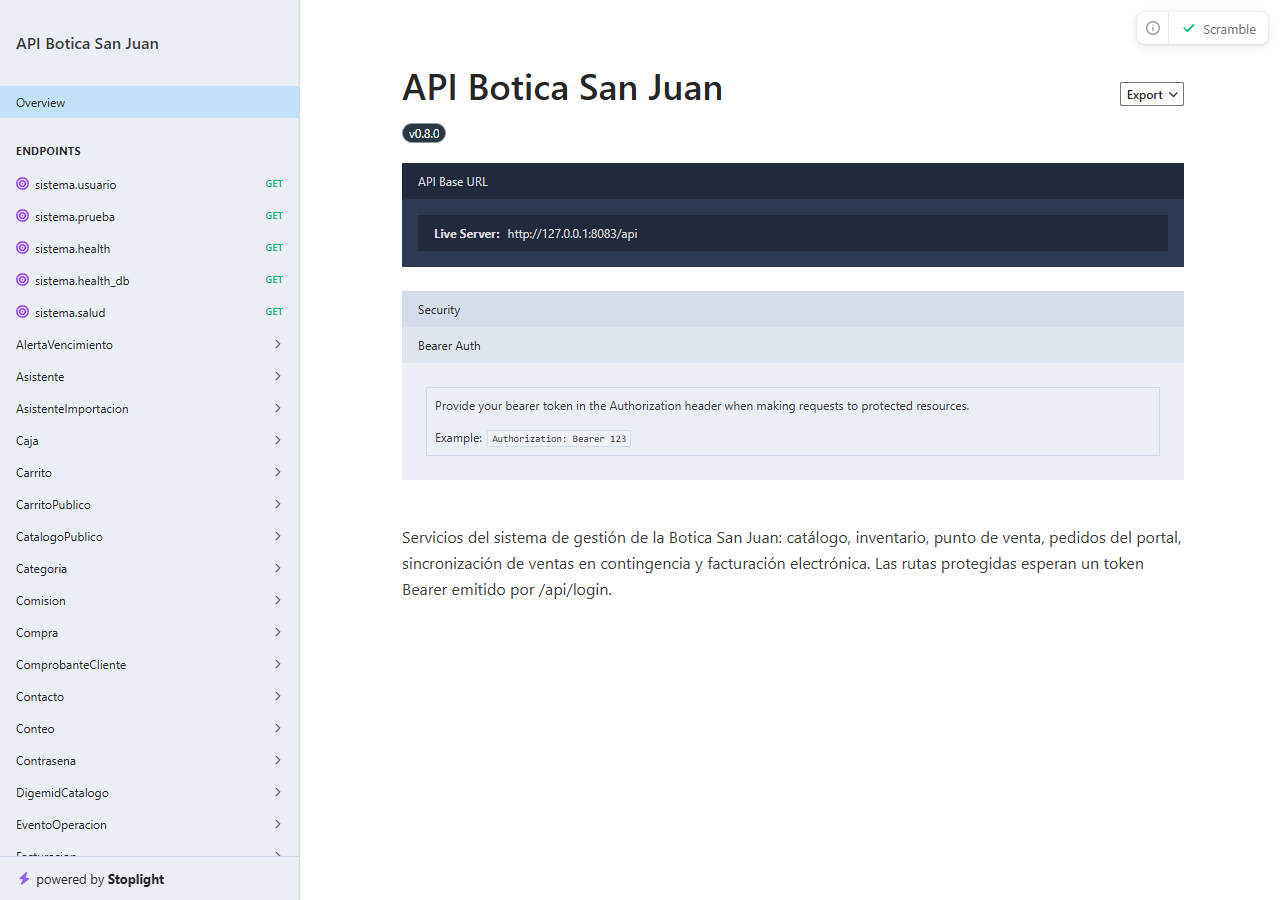 API Botica San Juan
Overview
ENDPOINTS
sistema.usuario GET
sistema.prueba GET
sistema.health GET
sistema.health_db GET
sistema.salud GET
AlertaVencimiento
Asistente
AsistenteImportacion
Caja
Carrito
CarritoPublico
CatalogoPublico
Categoria
Comision
Compra
ComprobanteCliente
Contacto
Conteo
Contrasena
DigemidCatalogo
EventoOperacion
Facturacion
powered by Stoplight
Scramble
API Botica San Juan
Export
v0.8.0
API Base URL
Live Server: http://127.0.0.1:8083/api
Security
Bearer Auth
Provide your bearer token in the Authorization header when making requests to protected resources.
Example: Authorization: Bearer 123
Servicios del sistema de gestión de la Botica San Juan: catálogo, inventario, punto de venta, pedidos del portal,
sincronización de ventas en contingencia y facturación electrónica. Las rutas protegidas esperan un token
Bearer emitido por /api/login.